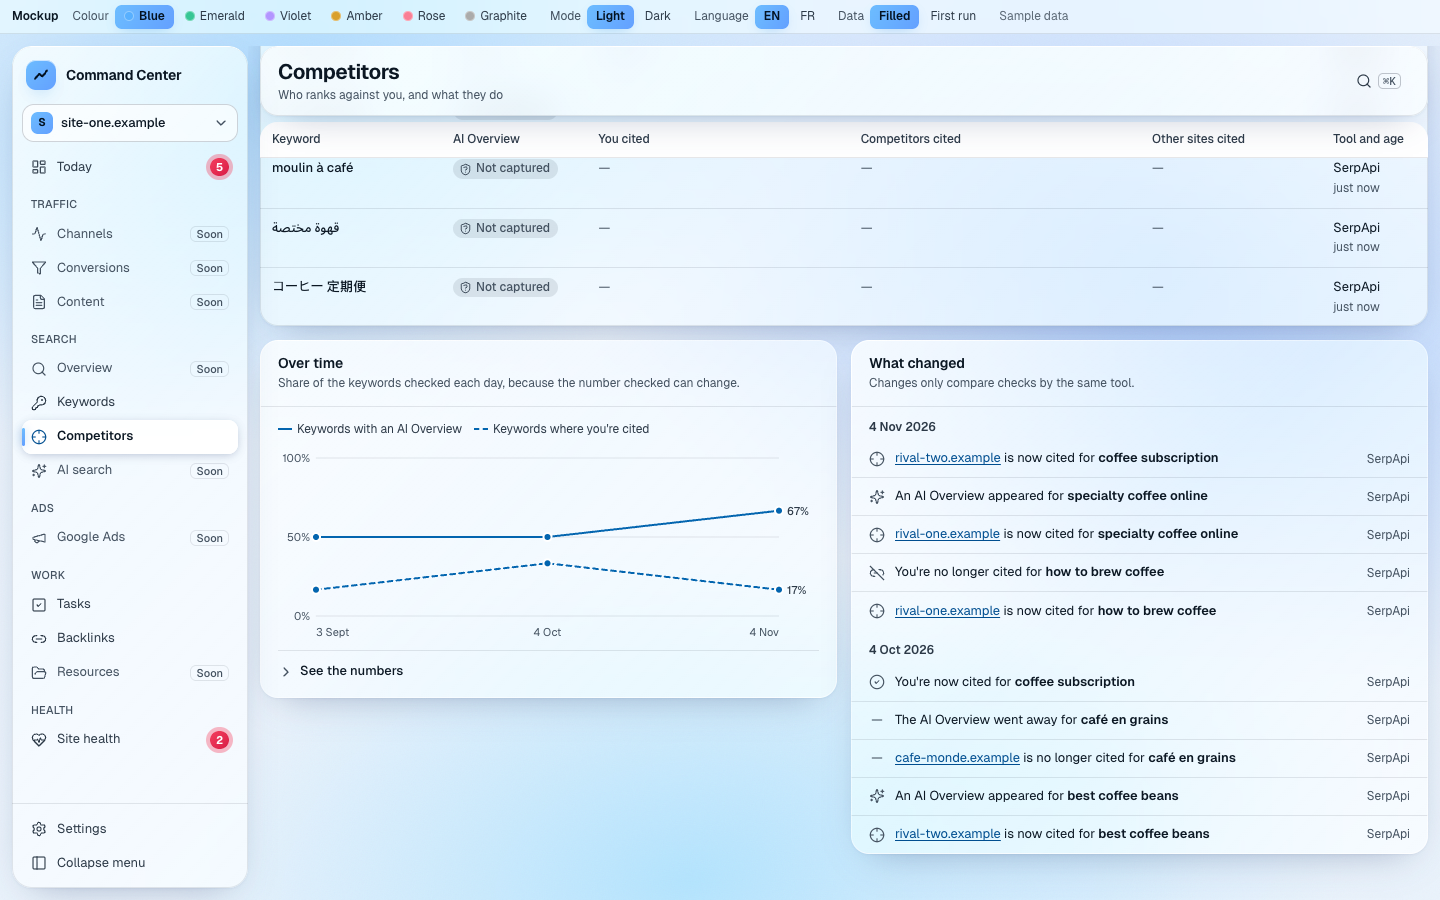 Mockup Colour Blue Emerald Violet Amber Rose Graphite Mode Light Dark Language EN FR Data Filled First run Sample data
Command Center
S site-one.example
Today 5
TRAFFIC
Channels Soon
Conversions Soon
Content Soon
SEARCH
Overview Soon
Keywords
Competitors
AI search Soon
ADS
Google Ads Soon
WORK
Tasks
Backlinks
Resources Soon
HEALTH
Site health 2
Settings
Collapse menu
Competitors
Who ranks against you, and what they do
⌘K
Keyword AI Overview You cited Competitors cited Other sites cited Tool and age
moulin à café Not captured — — — SerpApi
just now
قهوة مختصة Not captured — — — SerpApi
just now
コーヒー 定期便 Not captured — — — SerpApi
just now
Over time
Share of the keywords checked each day, because the number checked can change.
Keywords with an AI Overview Keywords where you're cited
100%
67%
50%
17%
0%
3 Sept 4 Oct 4 Nov
See the numbers
What changed
Changes only compare checks by the same tool.
4 Nov 2026
rival-two.example is now cited for coffee subscription SerpApi
An AI Overview appeared for specialty coffee online SerpApi
rival-one.example is now cited for specialty coffee online SerpApi
You're no longer cited for how to brew coffee SerpApi
rival-one.example is now cited for how to brew coffee SerpApi
4 Oct 2026
You're now cited for coffee subscription SerpApi
The AI Overview went away for café en grains SerpApi
cafe-monde.example is no longer cited for café en grains SerpApi
An AI Overview appeared for best coffee beans SerpApi
rival-two.example is now cited for best coffee beans SerpApi